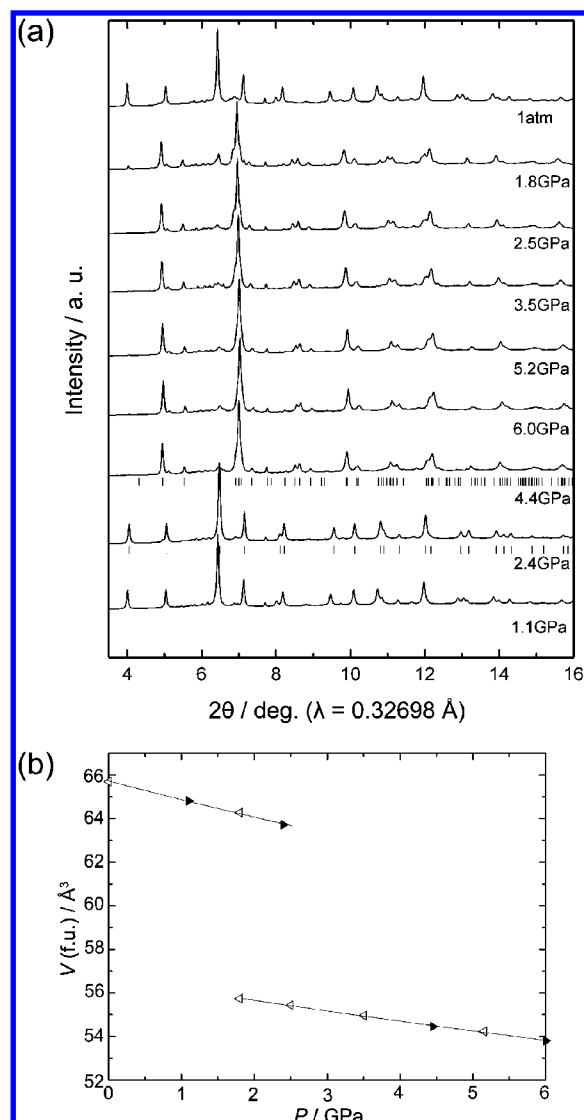 (a)
Intensity / a. u.
1atm
1.8GPa
2.5GPa
3.5GPa
5.2GPa
6.0GPa
4.4GPa
2.4GPa
1.1GPa
4 6 8 10 12 14 16
2θ / deg. (λ = 0.32698 Å)
(b)
V (f.u.) / Å³
66
64
62
60
58
56
54
52
0 1 2 3 4 5 6
P / GPa